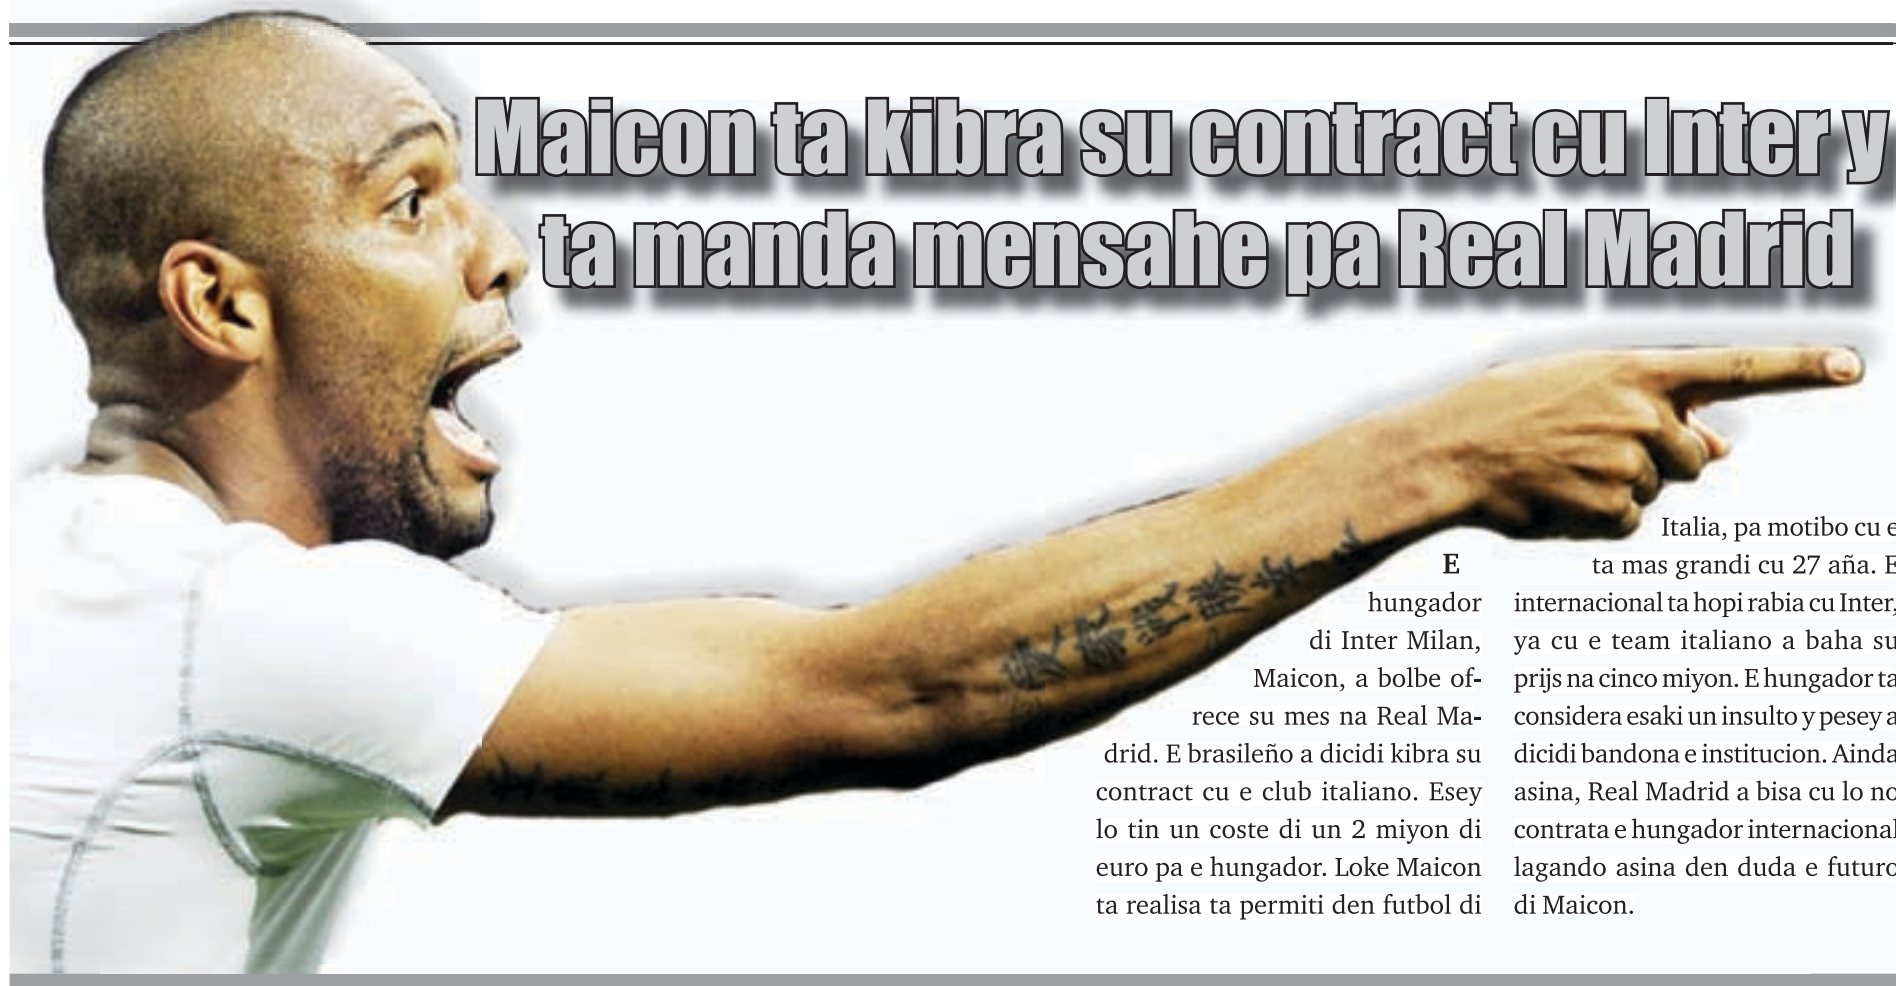 Maicon ta kibra su contract cu Inter y
ta manda mensahe pa Real Madrid
E
hungador
di Inter Milan,
Maicon, a bolbe of-
rece su mes na Real Ma-
drid. E brasileño a dicidi kibra su
contract cu e club italiano. Esey
lo tin un coste di un 2 miyon di
euro pa e hungador. Loke Maicon
ta realisa ta permiti den futbol di
Italia, pa motibo cu e
ta mas grandi cu 27 aña. E
internacional ta hopi rabia cu Inter,
ya cu e team italiano a baha su
prijs na cinco miyon. E hungador ta
considera esaki un insulto y pesey a
dicidi bandona e institucion. Ainda
asina, Real Madrid a bisa cu lo no
contrata e hungador internacional
lagando asina den duda e futuro
di Maicon.